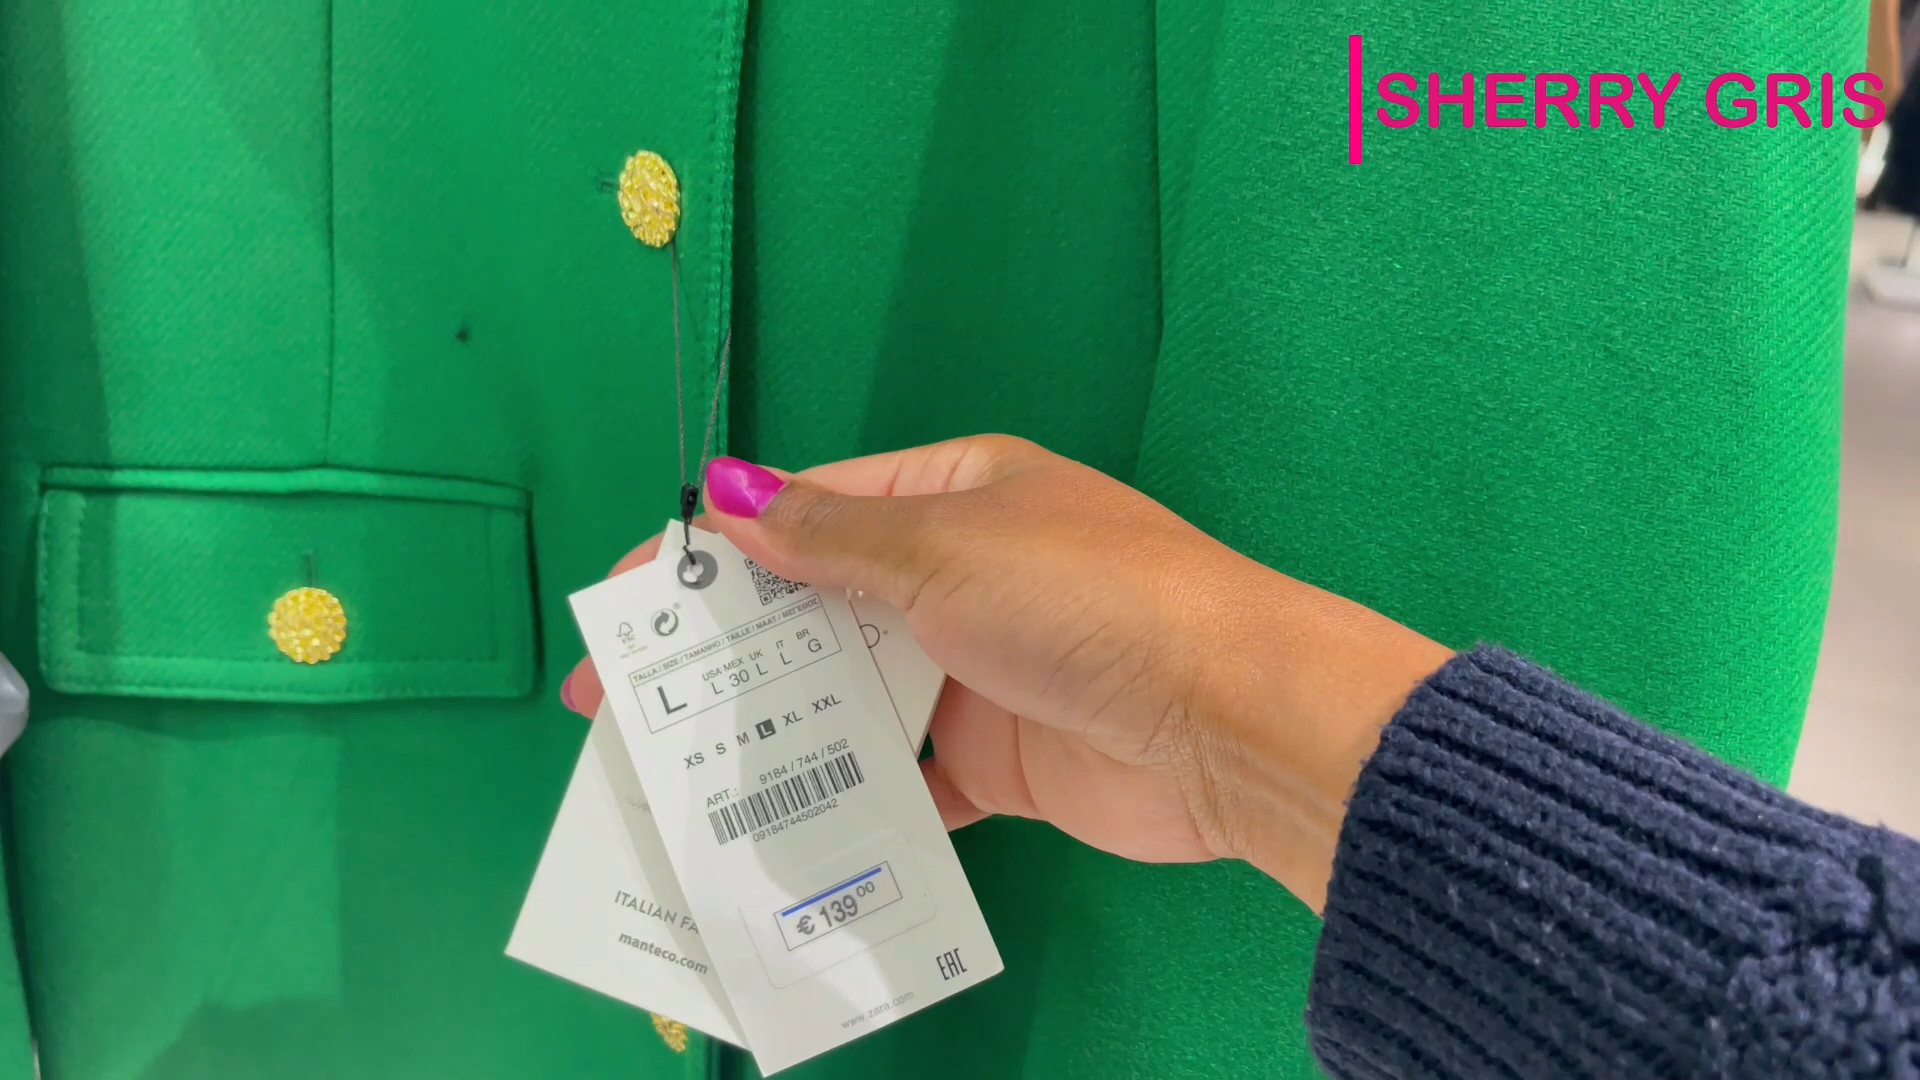 SHERRY GRIS
TALLA / SIZE / TAMANHO / TAILLE / MAAT / 
L
USA MEX UK IT BR
L 30 L L G
XS S M L XL XXL
ART.: 9184 / 744 / 502
09184744502042
€ 139 00
EAC
www.zara.com
ITALIAN FA
manteco.com